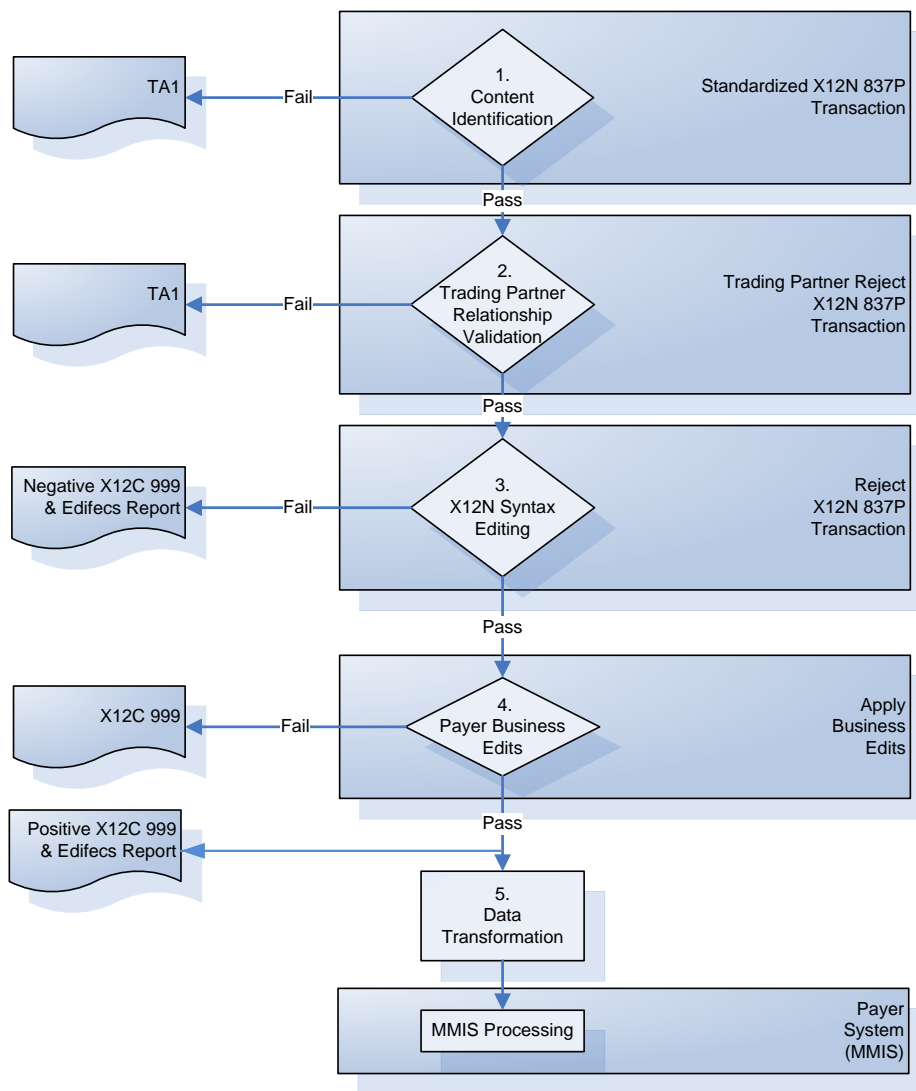 TA1
Fail
1.
Content
Identification
Standardized X12N 837P
Transaction
Pass
TA1
Fail
2.
Trading Partner
Relationship
Validation
Trading Partner Reject
X12N 837P
Transaction
Pass
Negative X12C 999
& Edifecs Report
Fail
3.
X12N Syntax
Editing
Reject
X12N 837P
Transaction
Pass
X12C 999
Fail
4.
Payer Business
Edits
Apply
Business
Edits
Pass
Positive X12C 999
& Edifecs Report
5.
Data
Transformation
MMIS Processing
Payer
System
(MMIS)